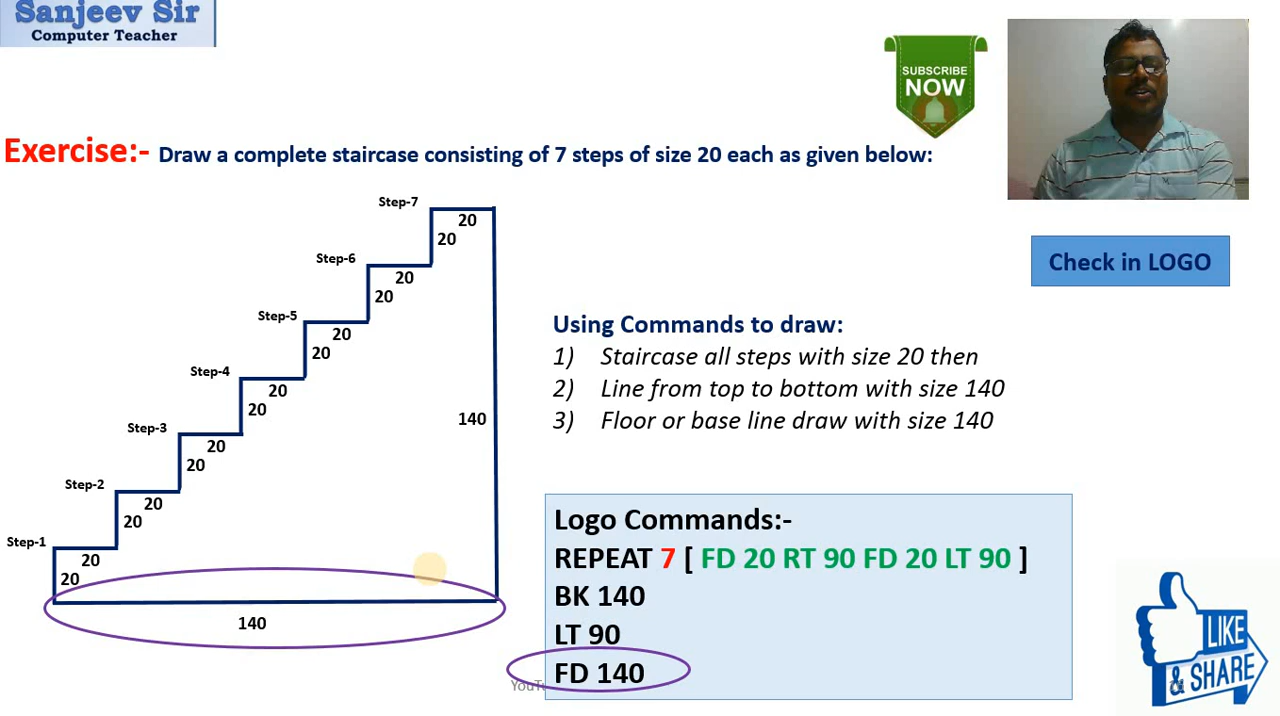 Sanjeev Sir
Computer Teacher
SUBSCRIBE
NOW
Exercise:- Draw a complete staircase consisting of 7 steps of size 20 each as given below:
Step-7
20
20
Step-6
20
20
Step-5
20
20
Step-4
20
20
Step-3
20
20
Step-2
20
20
Step-1
20
20
140
140
Check in LOGO
Using Commands to draw:
1) Staircase all steps with size 20 then
2) Line from top to bottom with size 140
3) Floor or base line draw with size 140
Logo Commands:-
REPEAT 7 [ FD 20 RT 90 FD 20 LT 90 ]
BK 140
LT 90
FD 140
LIKE
& SHARE